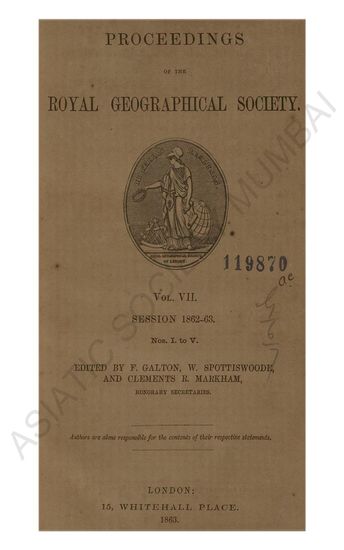 PROCEEDINGS
OF THE
ROYAL GEOGRAPHICAL SOCIETY.
119870
VOL. VII.
SESSION 1862-63.
Nos. I. to V.
EDITED BY F. GALTON, W. SPOTTISWOODE,
AND CLEMENTS R. MARKHAM,
HONORARY SECRETARIES.
Authors are alone responsible for the contents of their respective statements.
LONDON:
15, WHITEHALL PLACE.
1863.
ASIATIC SOCIETY MUMBAI